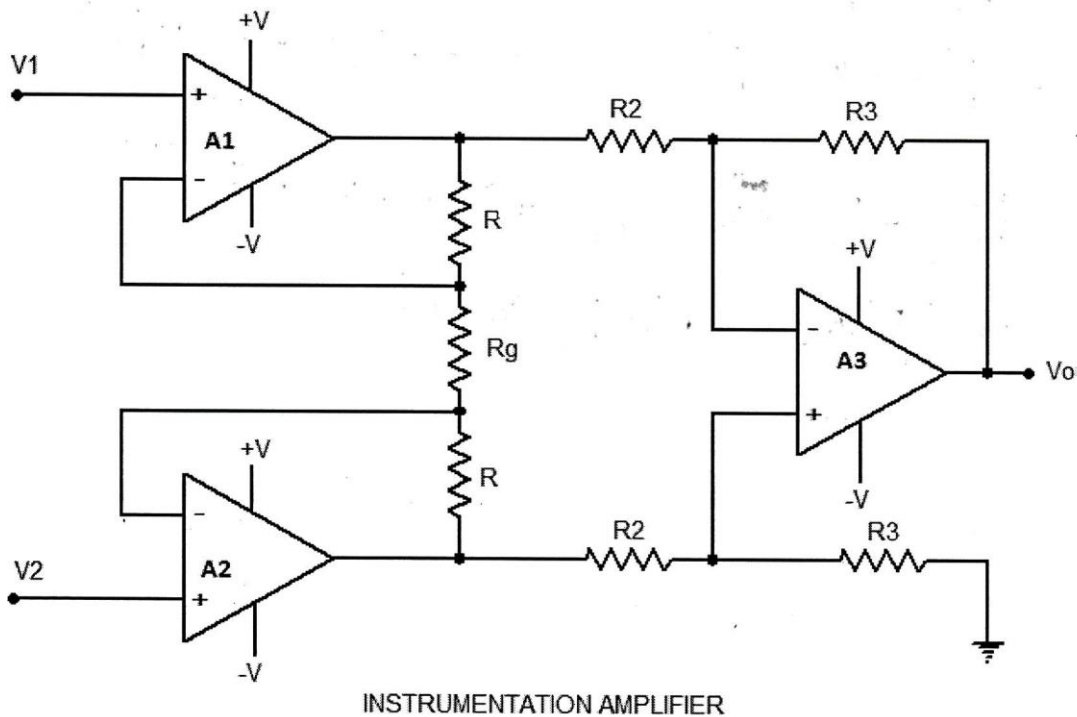 +V
V1
+
A1
-
-V
R
R2
R3
Rg
+V
-
A3
+
-V
Vo
R
+V
-
A2
+
V2
-V
R2
R3
INSTRUMENTATION AMPLIFIER